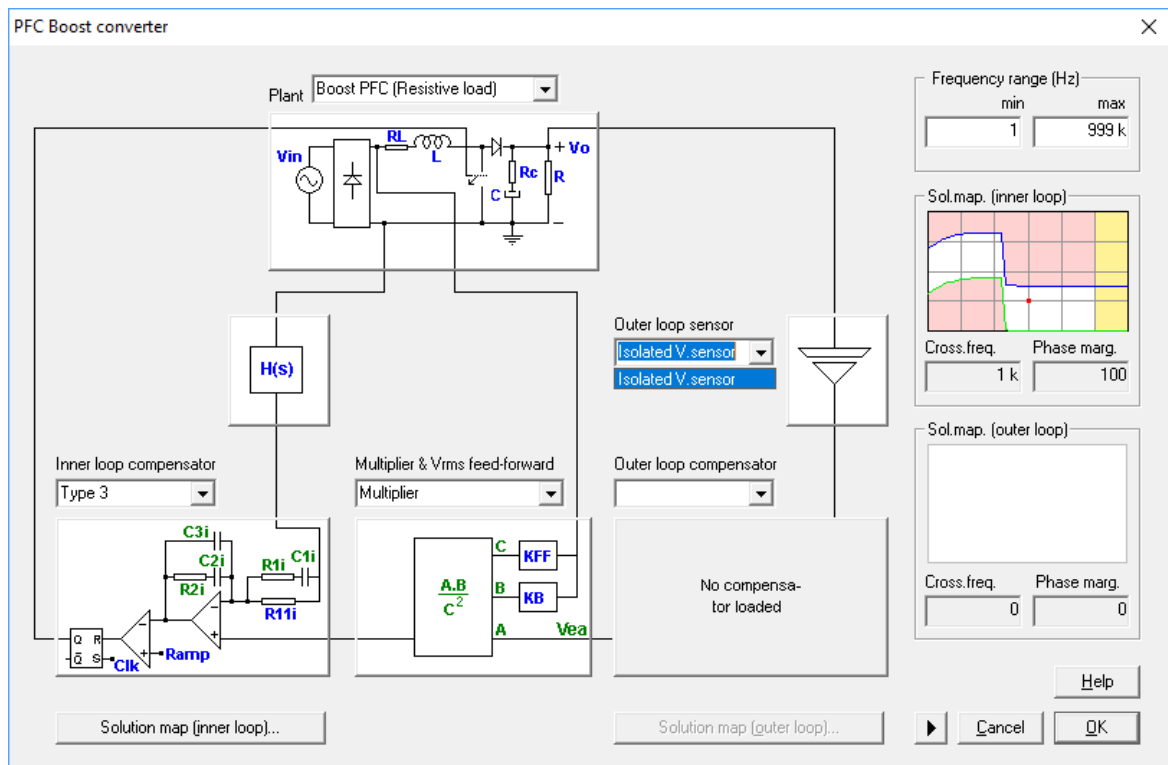 PFC Boost converter
Plant
Boost PFC (Resistive load)
Vin
RL
L
Rc
C
R
+ Vo
−
Frequency range (Hz)
min
max
1
999 k
Sol.map. (inner loop)
Cross.freq.
Phase marg.
1 k
100
Outer loop sensor
Isolated V.sensor
Isolated V.sensor
H(s)
Sol.map. (outer loop)
Cross.freq.
Phase marg.
0
0
Inner loop compensator
Type 3
Multiplier & Vrms feed-forward
Multiplier
Outer loop compensator
C3i
C2i
R2i
R1i
C1i
R11i
−
+
−
+
Q R
Q S
Clk
Ramp
A.B
C2
C
KFF
B
KB
A
Vea
No compensa-
tor loaded
Solution map (inner loop)...
Solution map (outer loop)...
Help
Cancel
OK